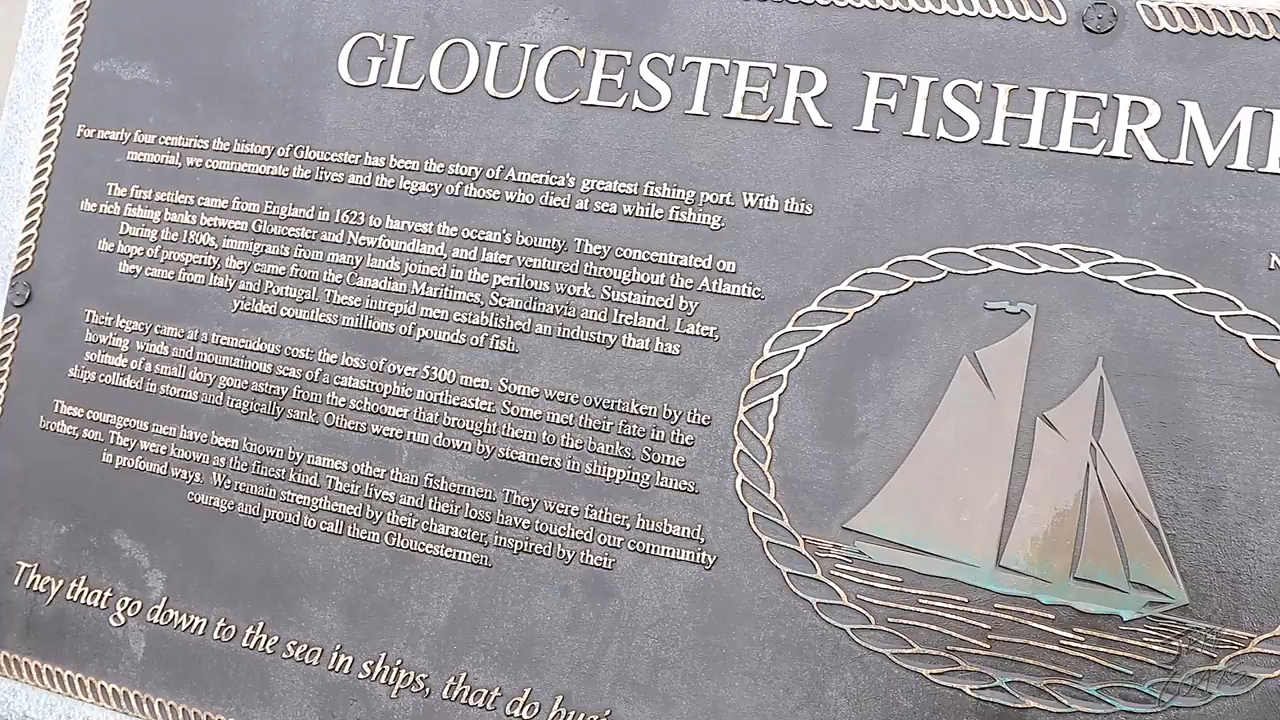 GLOUCESTER FISHERM
For nearly four centuries the history of Gloucester has been the story of America's greatest fishing port. With this
memorial, we commemorate the lives and the legacy of those who died at sea while fishing.
The first settlers came from England in 1623 to harvest the ocean's bounty. They concentrated on
the rich fishing banks between Gloucester and Newfoundland, and later ventured throughout the Atlantic.
During the 1800s, immigrants from many lands joined in the perilous work. Sustained by
the hope of prosperity, they came from the Canadian Maritimes, Scandinavia and Ireland. Later,
they came from Italy and Portugal. These intrepid men established an industry that has
yielded countless millions of pounds of fish.
Their legacy came at a tremendous cost: the loss of over 5300 men. Some were overtaken by the
howling winds and mountainous seas of a catastrophic northeaster. Some met their fate in the
solitude of a small dory gone astray from the schooner that brought them to the banks. Some
ships collided in storms and tragically sank. Others were run down by steamers in shipping lanes.
These courageous men have been known by names other than fishermen. They were father, husband,
brother, son. They were known as the finest kind. Their lives and their loss have touched our community
in profound ways. We remain strengthened by their character, inspired by their
courage and proud to call them Gloucestermen.
They that go down to the sea in ships, that do busi